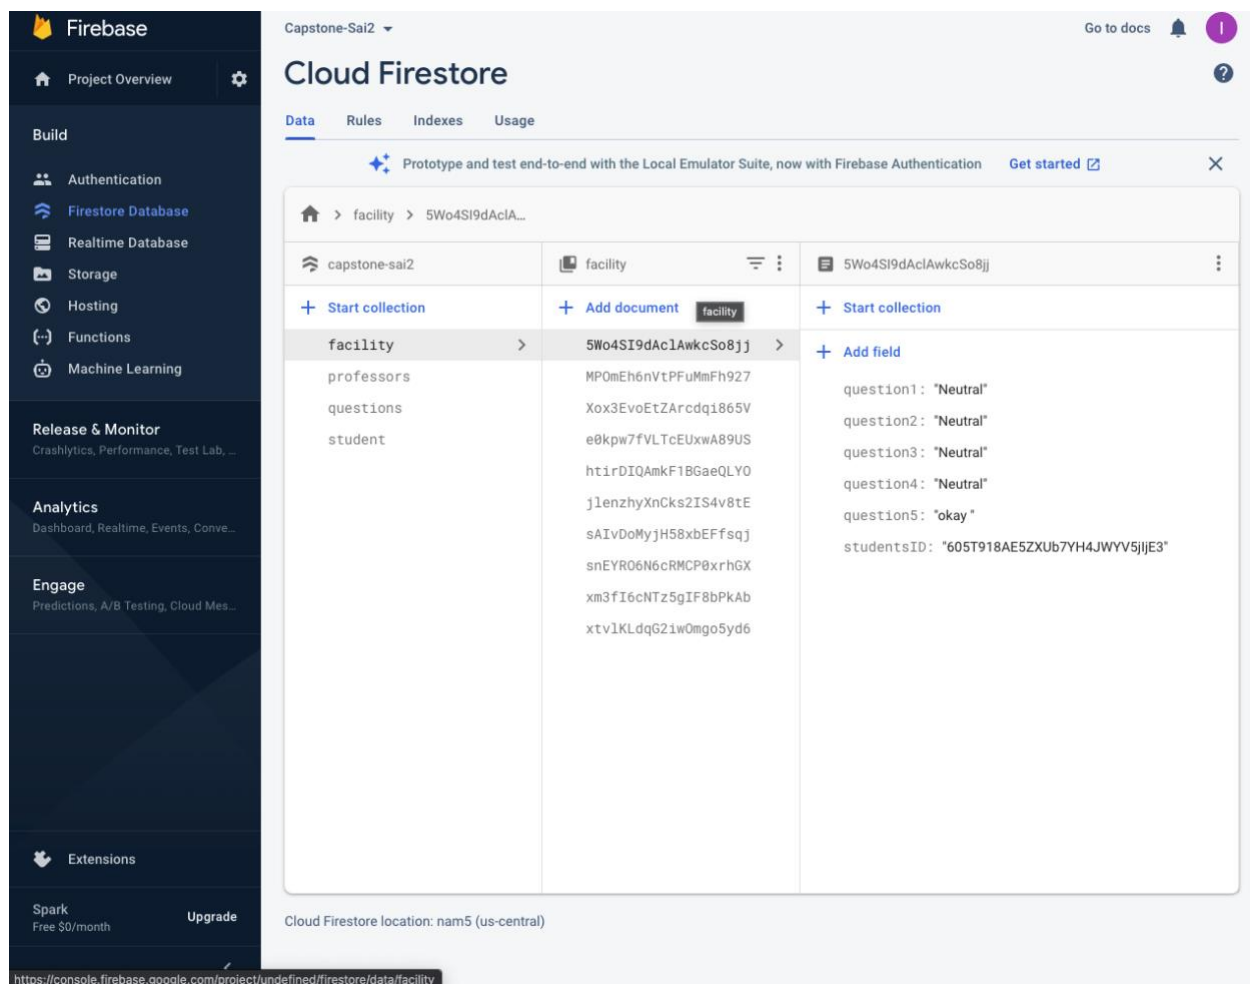 Firebase
Project Overview
Build
Authentication
Firestore Database
Realtime Database
Storage
Hosting
Functions
Machine Learning
Release & Monitor
Crashlytics, Performance, Test Lab, ...
Analytics
Dashboard, Realtime, Events, Conve...
Engage
Predictions, A/B Testing, Cloud Mes...
Extensions
Spark
Free $0/month
Upgrade
https://console.firebase.google.com/project/undefined/firestore/data/facility
Capstone-Sai2
Go to docs
I
Cloud Firestore
?
Data Rules Indexes Usage
Prototype and test end-to-end with the Local Emulator Suite, now with Firebase Authentication Get started
> facility > 5Wo4SI9dAclA...
capstone-sai2
+ Start collection
facility
professors
questions
student
facility
+ Add document
facility
5Wo4SI9dAclAwkcSo8jj
MPOmEh6nVtPFuMmFh927
Xox3EvoEtZArcdqi865V
e0kpw7fVLTcEUxwA89US
htirDIQAmkF1BGaeQLYO
jlenzhyXnCks2IS4v8tE
sAIvDoMyjH58xbEFfsqj
snEYRO6N6cRMCP0xrhGX
xm3fI6cNTz5gIF8bPkAb
xtvlKLdqG2iwOmgo5yd6
5Wo4SI9dAclAwkcSo8jj
+ Start collection
+ Add field
question1: "Neutral"
question2: "Neutral"
question3: "Neutral"
question4: "Neutral"
question5: "okay "
studentsID: "605T918AE5ZXUb7YH4JWYV5jIjE3"
Cloud Firestore location: nam5 (us-central)